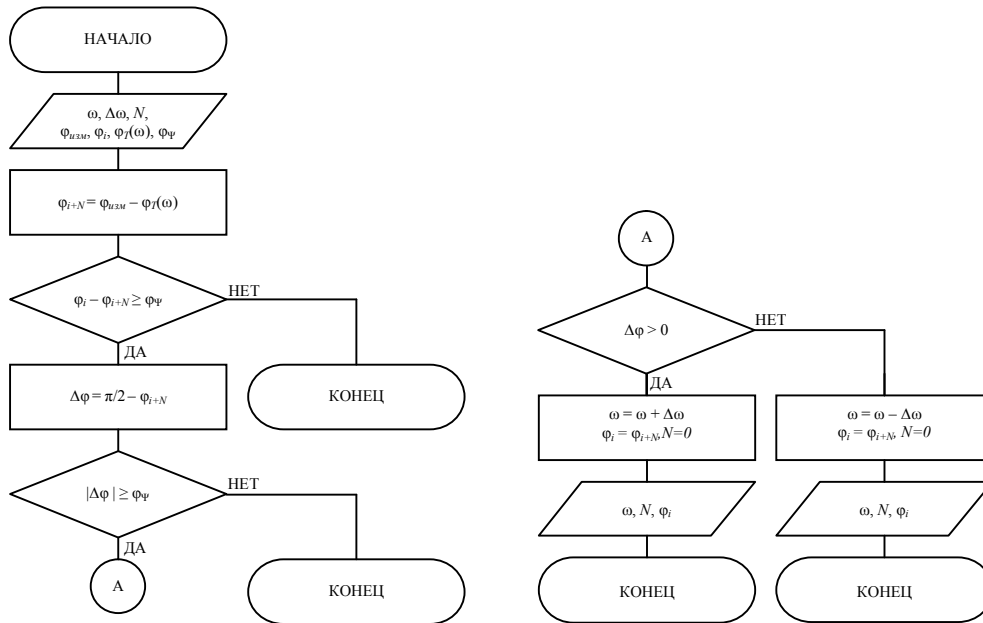 НАЧАЛО
ω, Δω, N,
φизм, φi, φT(ω), φΨ
φi+N = φизм – φT(ω)
φi – φi+N ≥ φΨ
НЕТ
ДА
КОНЕЦ
Δφ = π/2 – φi+N
|Δφ | ≥ φΨ
НЕТ
ДА
А
КОНЕЦ
А
Δφ > 0
НЕТ
ДА
ω = ω + Δω
φi = φi+N, N=0
ω, N, φi
КОНЕЦ
ω = ω – Δω
φi = φi+N, N=0
ω, N, φi
КОНЕЦ